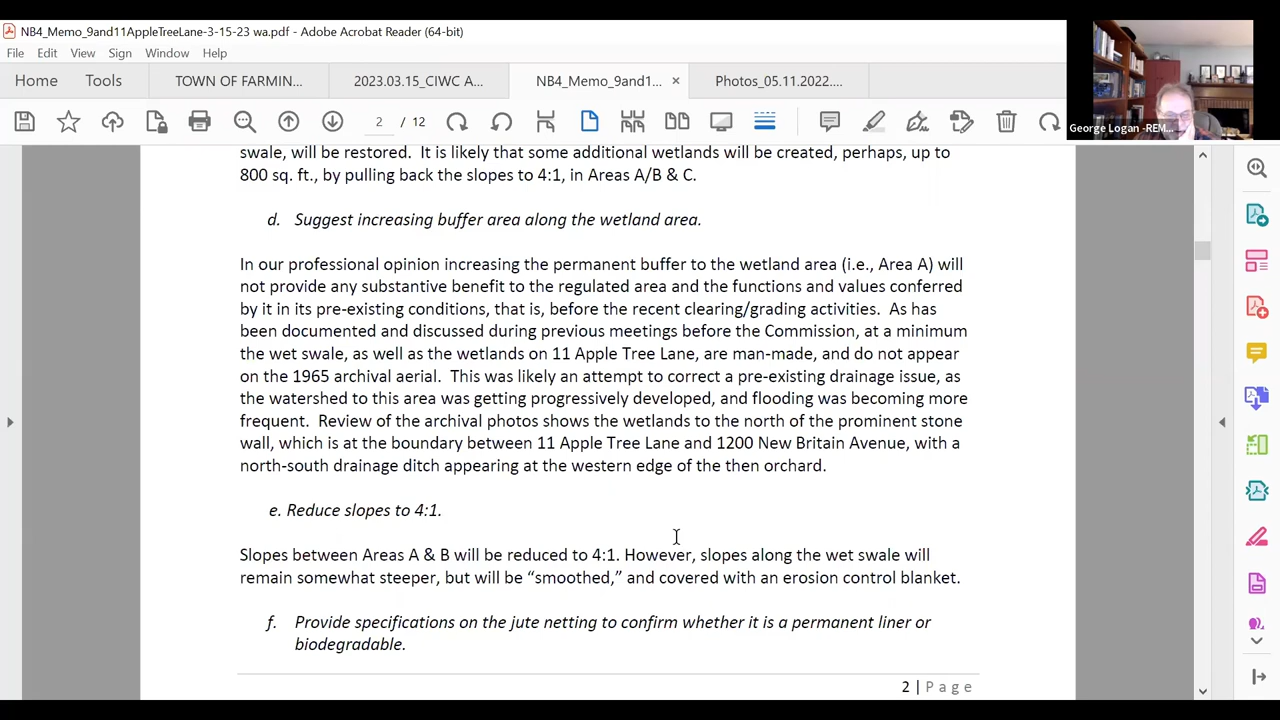 NB4_Memo_9and11AppleTreeLane-3-15-23 wa.pdf - Adobe Acrobat Reader (64-bit)
File Edit View Sign Window Help
Home Tools TOWN OF FARMIN... 2023.03.15_CIWC A... NB4_Memo_9and1... × Photos_05.11.2022...
2 / 12
George Logan -REM...
swale, will be restored. It is likely that some additional wetlands will be created, perhaps, up to
800 sq. ft., by pulling back the slopes to 4:1, in Areas A/B & C.
d. Suggest increasing buffer area along the wetland area.
In our professional opinion increasing the permanent buffer to the wetland area (i.e., Area A) will
not provide any substantive benefit to the regulated area and the functions and values conferred
by it in its pre-existing conditions, that is, before the recent clearing/grading activities. As has
been documented and discussed during previous meetings before the Commission, at a minimum
the wet swale, as well as the wetlands on 11 Apple Tree Lane, are man-made, and do not appear
on the 1965 archival aerial. This was likely an attempt to correct a pre-existing drainage issue, as
the watershed to this area was getting progressively developed, and flooding was becoming more
frequent. Review of the archival photos shows the wetlands to the north of the prominent stone
wall, which is at the boundary between 11 Apple Tree Lane and 1200 New Britain Avenue, with a
north-south drainage ditch appearing at the western edge of the then orchard.
e. Reduce slopes to 4:1.
Slopes between Areas A & B will be reduced to 4:1. However, slopes along the wet swale will
remain somewhat steeper, but will be “smoothed,” and covered with an erosion control blanket.
f. Provide specifications on the jute netting to confirm whether it is a permanent liner or
biodegradable.
2 | Page